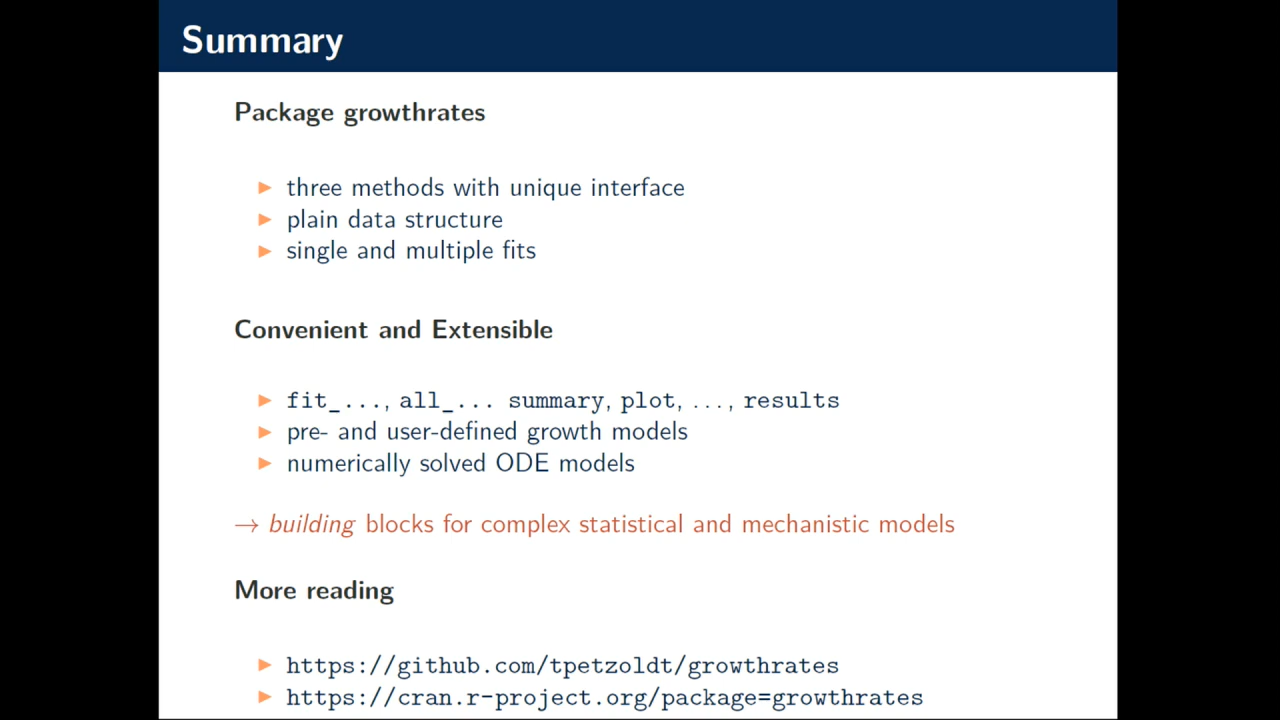 Summary
Package growthrates
▶ three methods with unique interface
▶ plain data structure
▶ single and multiple fits
Convenient and Extensible
▶ fit_..., all_... summary, plot, ..., results
▶ pre- and user-defined growth models
▶ numerically solved ODE models
→ building blocks for complex statistical and mechanistic models
More reading
▶ https://github.com/tpetzoldt/growthrates
▶ https://cran.r-project.org/package=growthrates